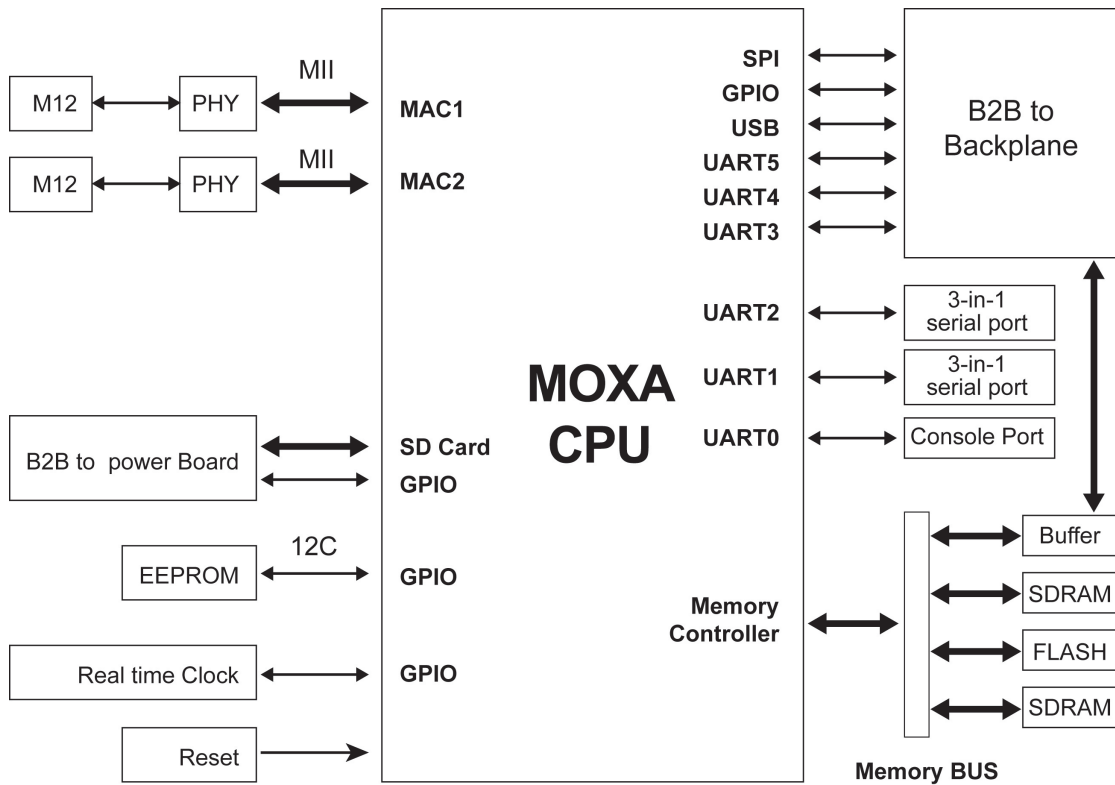 MII
M12
PHY
MAC1
MII
M12
PHY
MAC2
B2B to power Board
SD Card
GPIO
12C
EEPROM
GPIO
Real time Clock
GPIO
Reset
MOXA
CPU
SPI
GPIO
USB
UART5
UART4
UART3
UART2
UART1
UART0
Memory
Controller
B2B to
Backplane
3-in-1
serial port
3-in-1
serial port
Console Port
Buffer
SDRAM
FLASH
SDRAM
Memory BUS